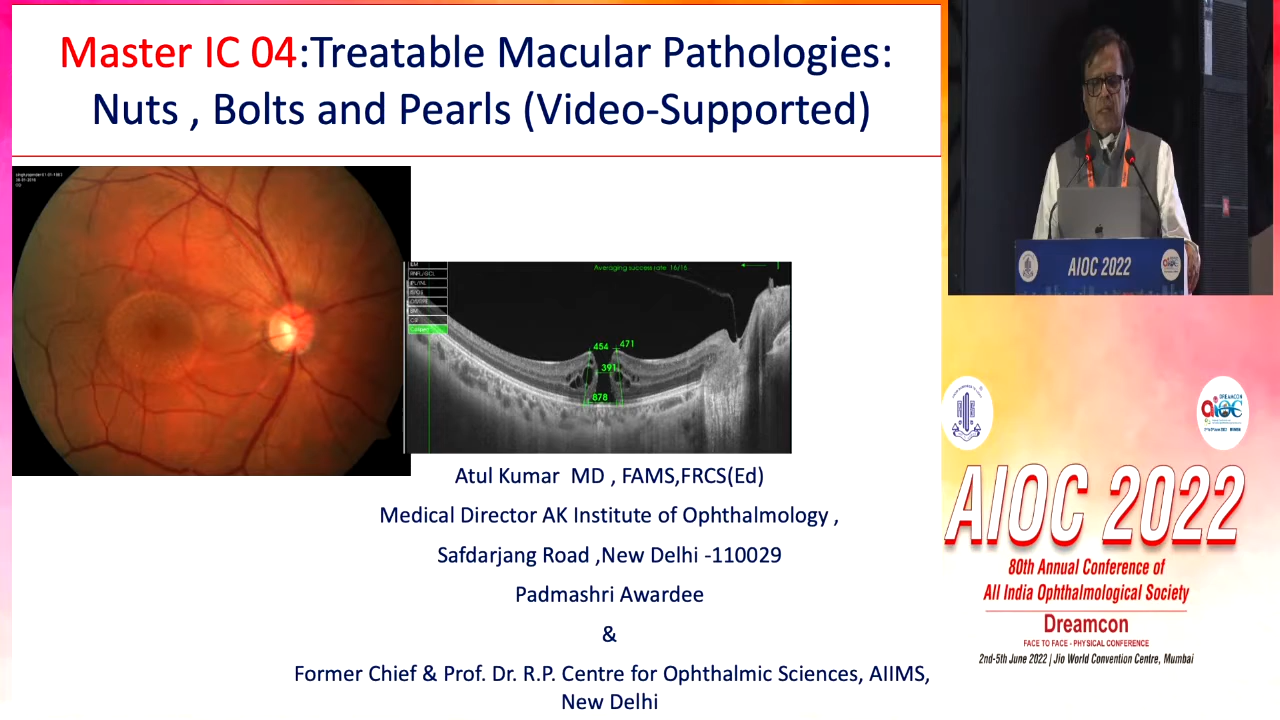 Master IC 04:Treatable Macular Pathologies:
Nuts , Bolts and Pearls (Video-Supported)
Averaging success rate 16/16
454
471
391
878
Atul Kumar MD , FAMS,FRCS(Ed)
Medical Director AK Institute of Ophthalmology ,
Safdarjang Road ,New Delhi -110029
Padmashri Awardee
&
Former Chief & Prof. Dr. R.P. Centre for Ophthalmic Sciences, AIIMS,
New Delhi
AIOC 2022
AIOC 2022
80th Annual Conference of
All India Ophthalmological Society
Dreamcon
FACE TO FACE - PHYSICAL CONFERENCE
2nd-5th June 2022 | Jio World Convention Centre, Mumbai